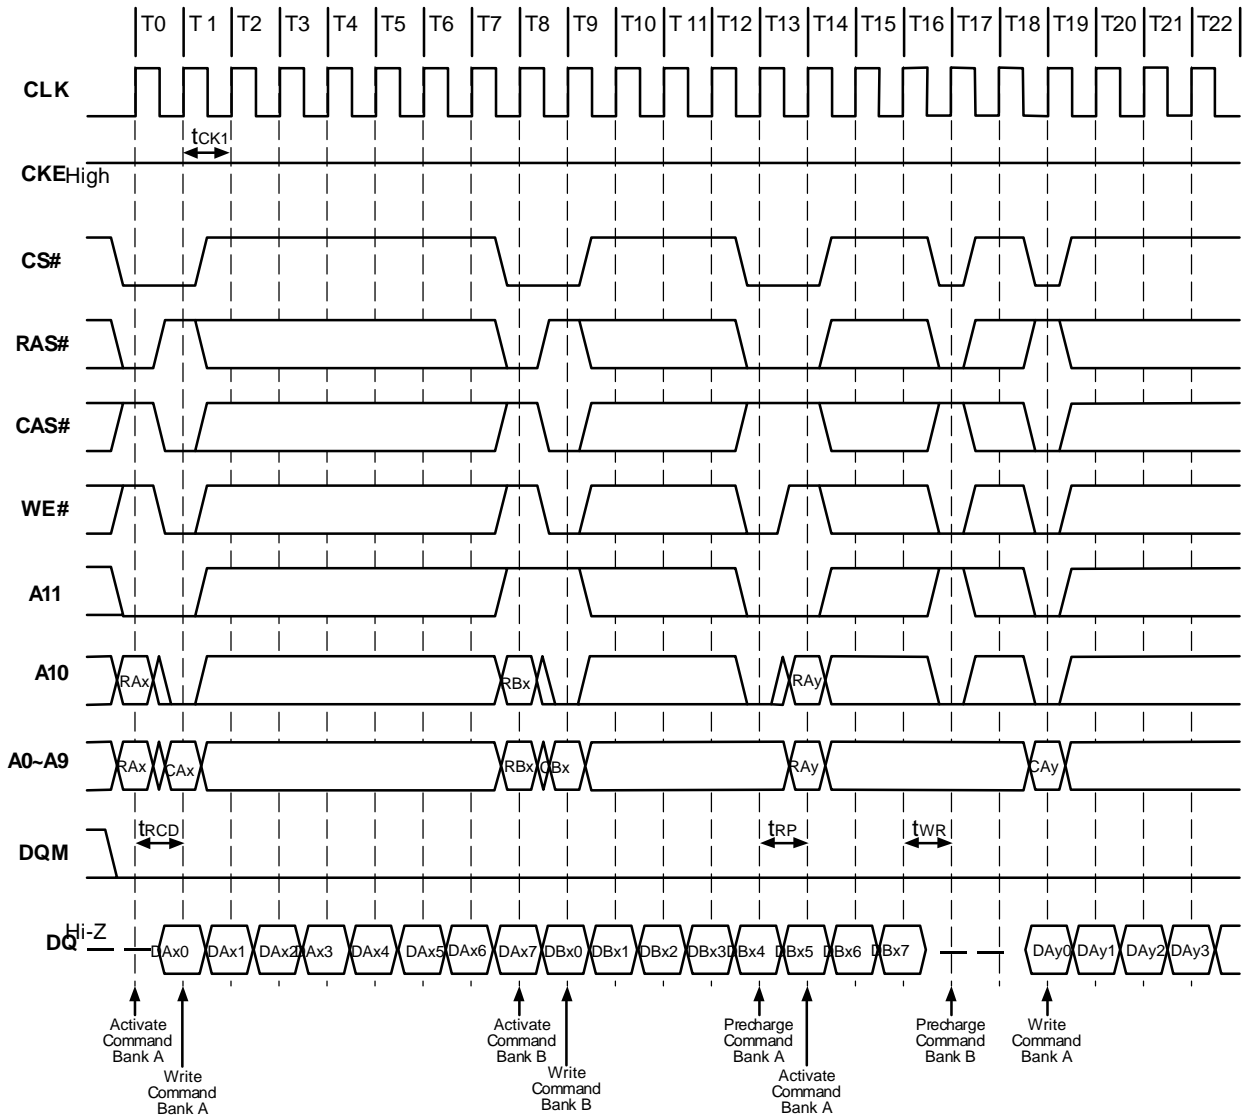 T0 T 1 T2 T3 T4 T5 T6 T7 T8 T9 T10 T 11 T12 T13 T14 T15 T16 T17 T18 T19 T20 T21 T22
CLK
tCK1
CKE High
CS#
RAS#
CAS#
WE#
A11
A10 RAx RBx RAy
A0~A9 RAx CAx RBx CBx RAy CAy
tRCD tRP tWR
DQM
Hi-Z
DQ DAx0 DAx1 DAx2 DAx3 DAx4 DAx5 DAx6 DAx7 DBx0 DBx1 DBx2 DBx3 DBx4 DBx5 DBx6 DBx7 DAy0 DAy1 DAy2 DAy3
Activate
Command
Bank A
Write
Command
Bank A
Activate
Command
Bank B
Write
Command
Bank B
Precharge
Command
Bank A
Activate
Command
Bank A
Precharge
Command
Bank B
Write
Command
Bank A